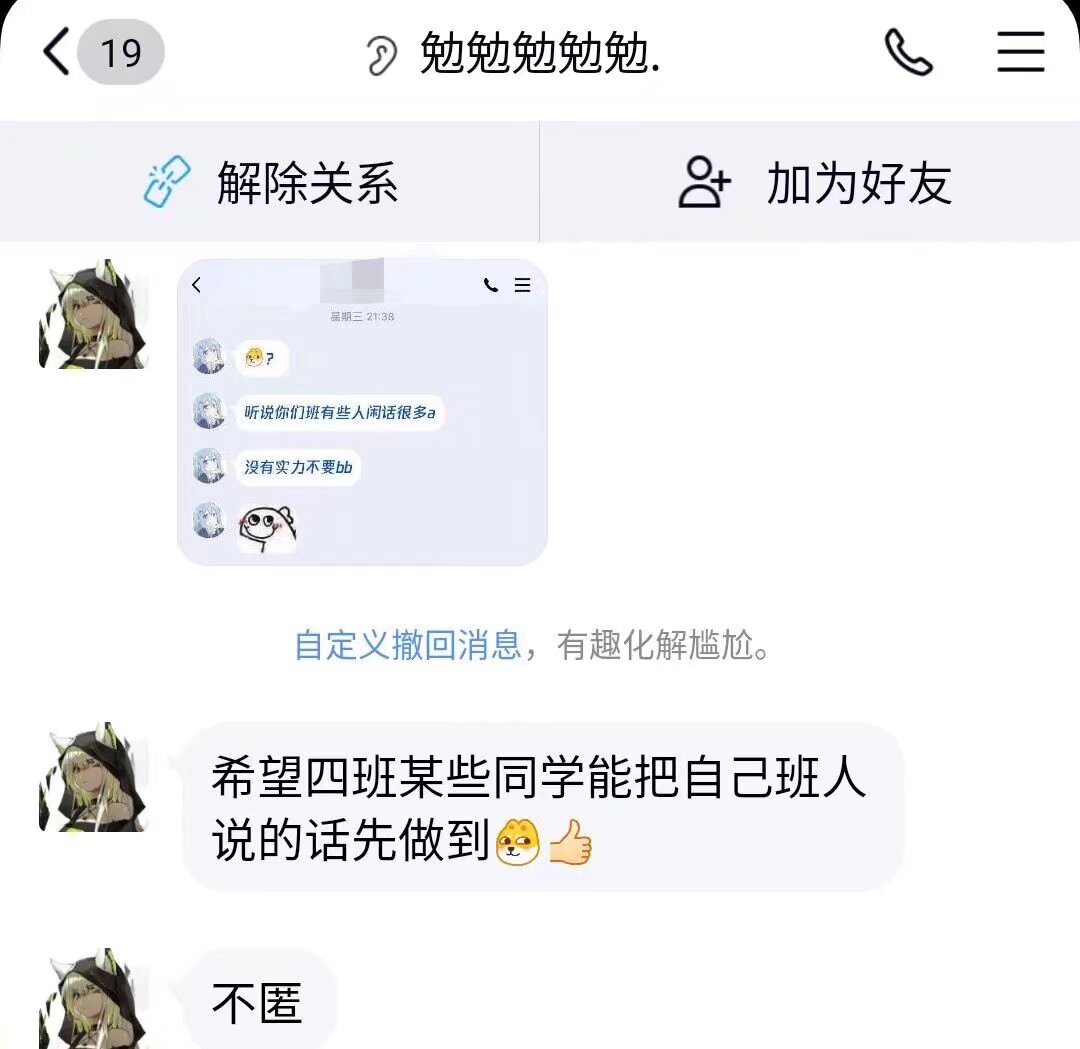 19
勉勉勉勉勉.
解除关系
加为好友
星期三 21:38
?
听说你们班有些人闲话很多a
没有实力不要bb
自定义撤回消息，有趣化解尴尬。
希望四班某些同学能把自己班人
说的话先做到
不匿